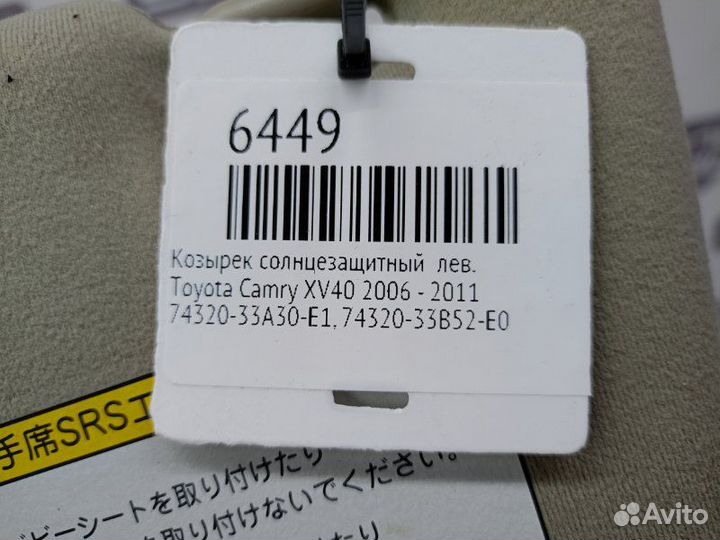 6449
Козырек солнцезащитный лев.
Toyota Camry XV40 2006 - 2011
74320-33A30-E1, 74320-33B52-E0
手席SRSエ
ビーシートを取り付けたり
取り付けないでください。
Avito